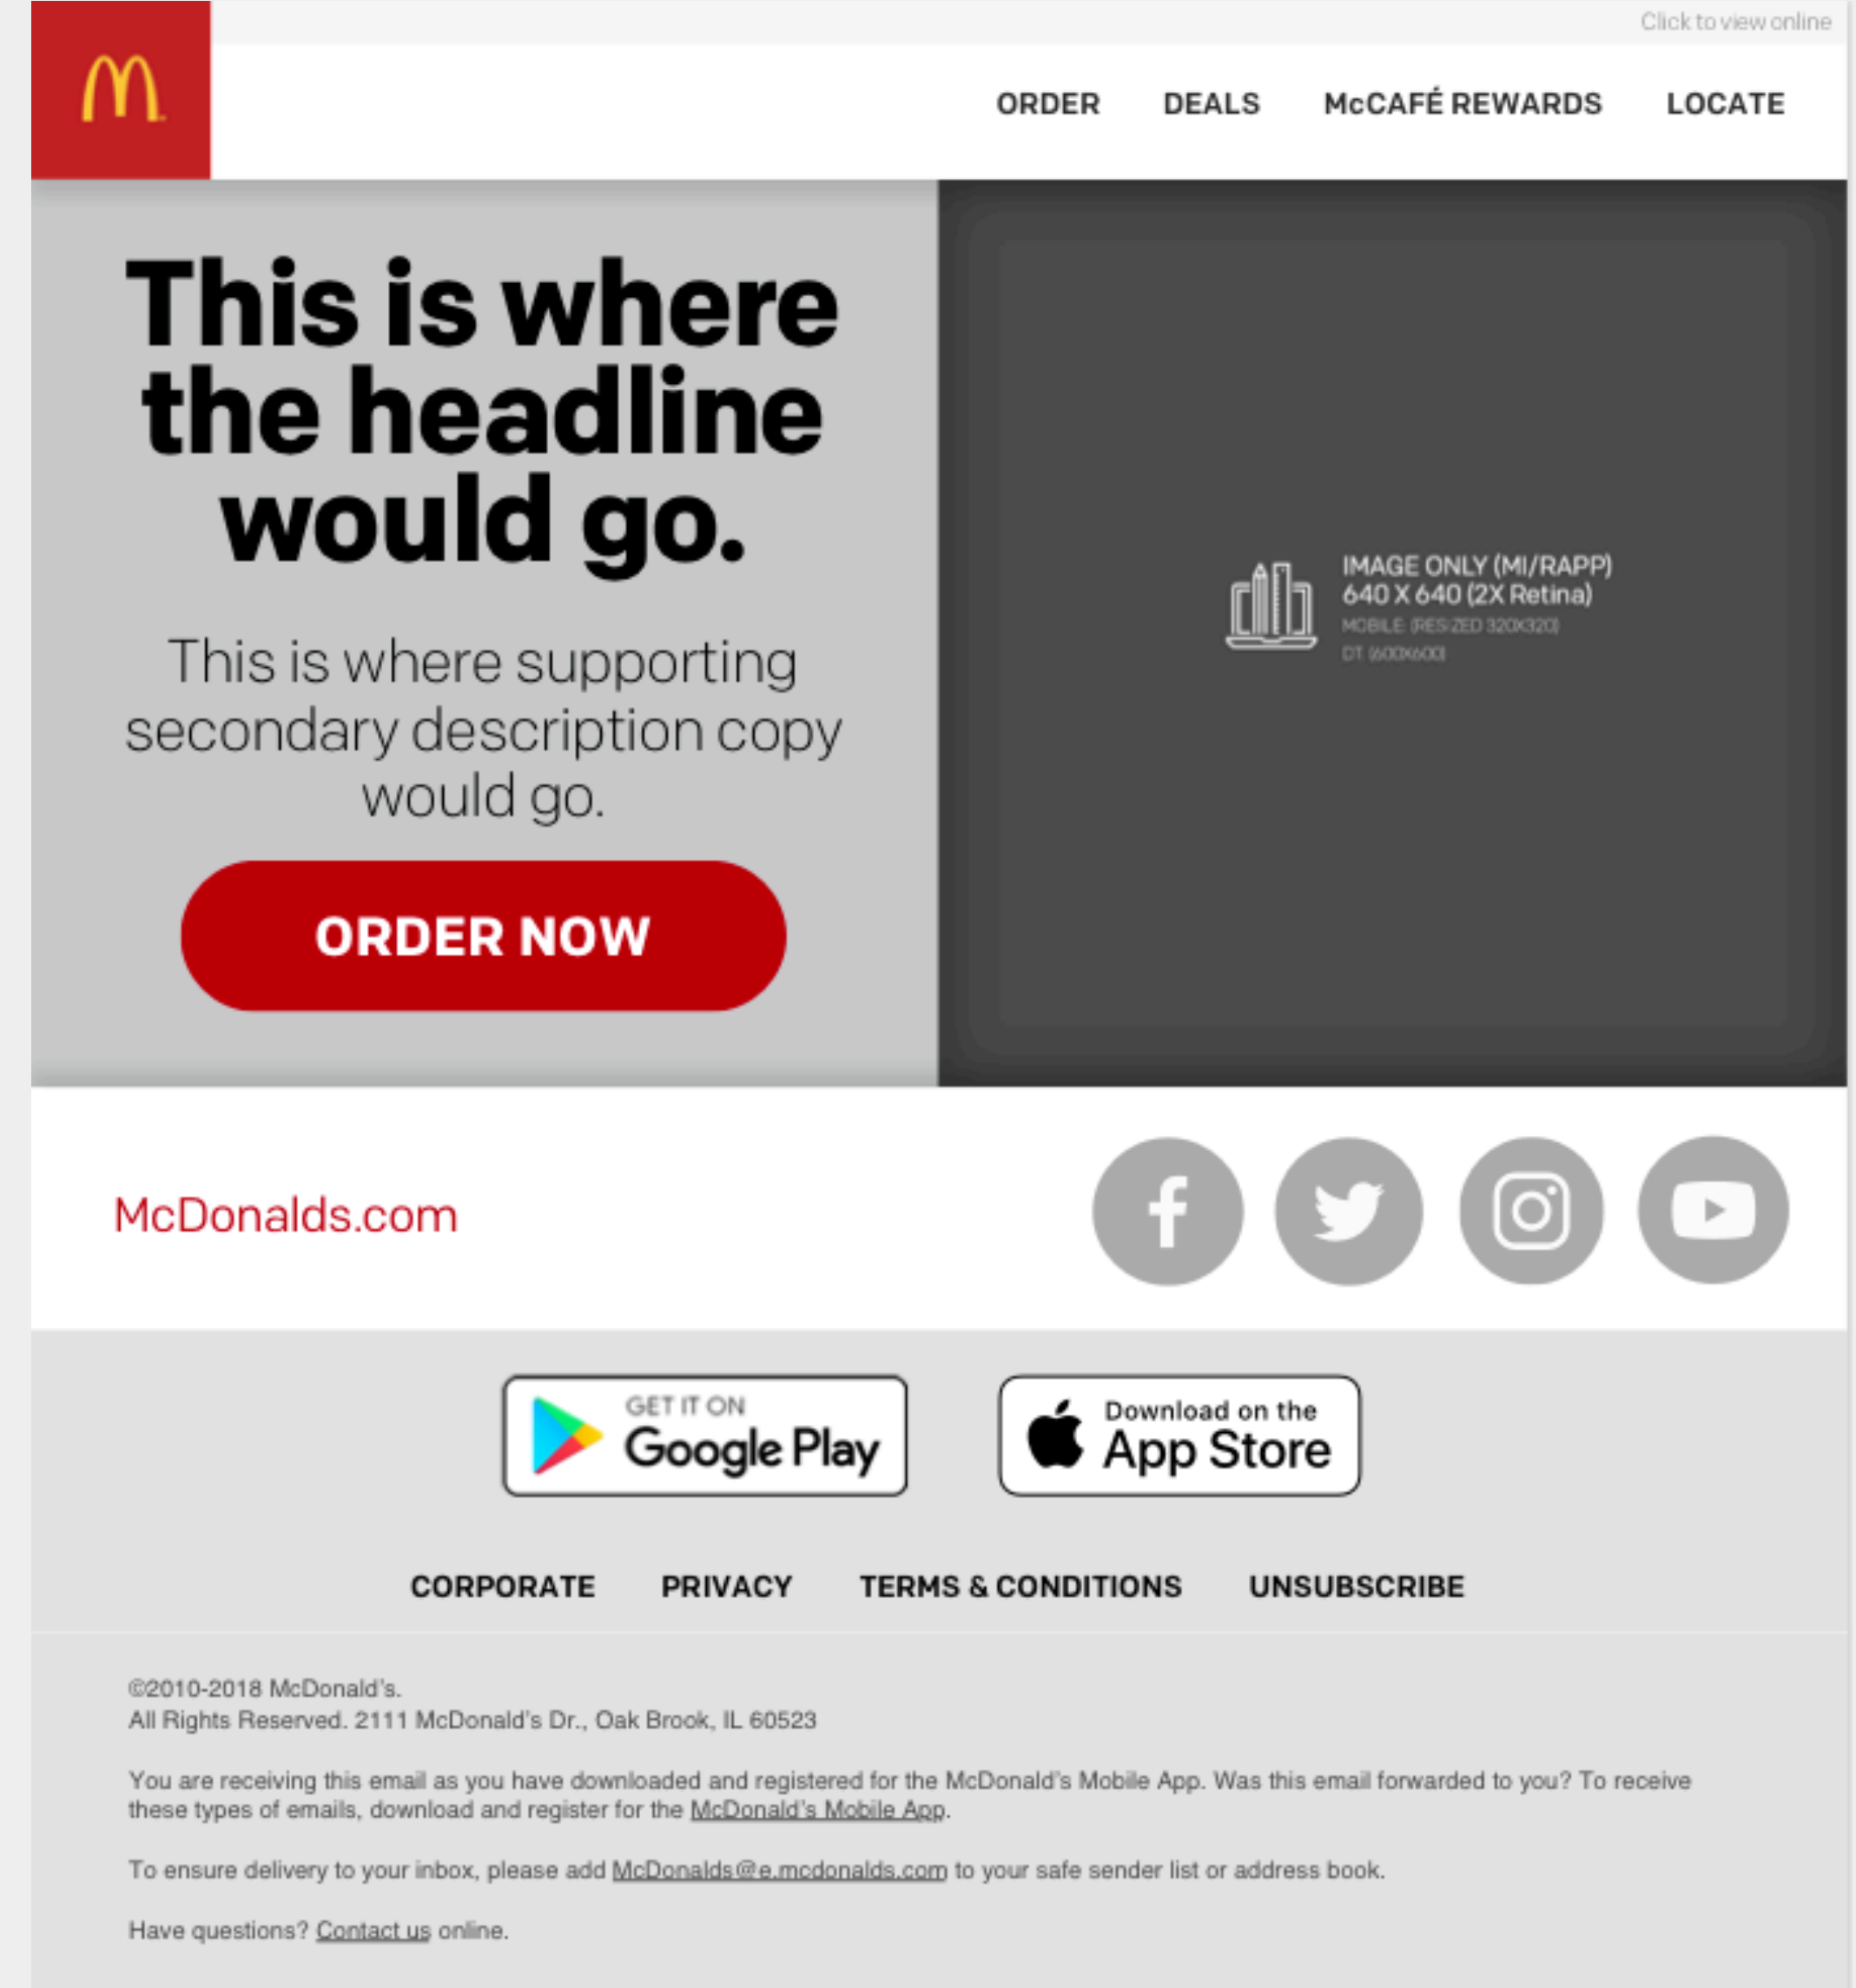 Click to view online
ORDER DEALS McCAFÉ REWARDS LOCATE
This is where
the headline
would go.
This is where supporting
secondary description copy
would go.
ORDER NOW
IMAGE ONLY (MI/RAPP)
640 X 640 (2X Retina)
MOBILE: (RESIZED 320X320)
DT: (600X600)
McDonalds.com
GET IT ON
Google Play
Download on the
App Store
CORPORATE PRIVACY TERMS & CONDITIONS UNSUBSCRIBE
©2010-2018 McDonald's.
All Rights Reserved. 2111 McDonald's Dr., Oak Brook, IL 60523
You are receiving this email as you have downloaded and registered for the McDonald's Mobile App. Was this email forwarded to you? To receive
these types of emails, download and register for the McDonald's Mobile App.
To ensure delivery to your inbox, please add McDonalds@e.mcdonalds.com to your safe sender list or address book.
Have questions? Contact us online.